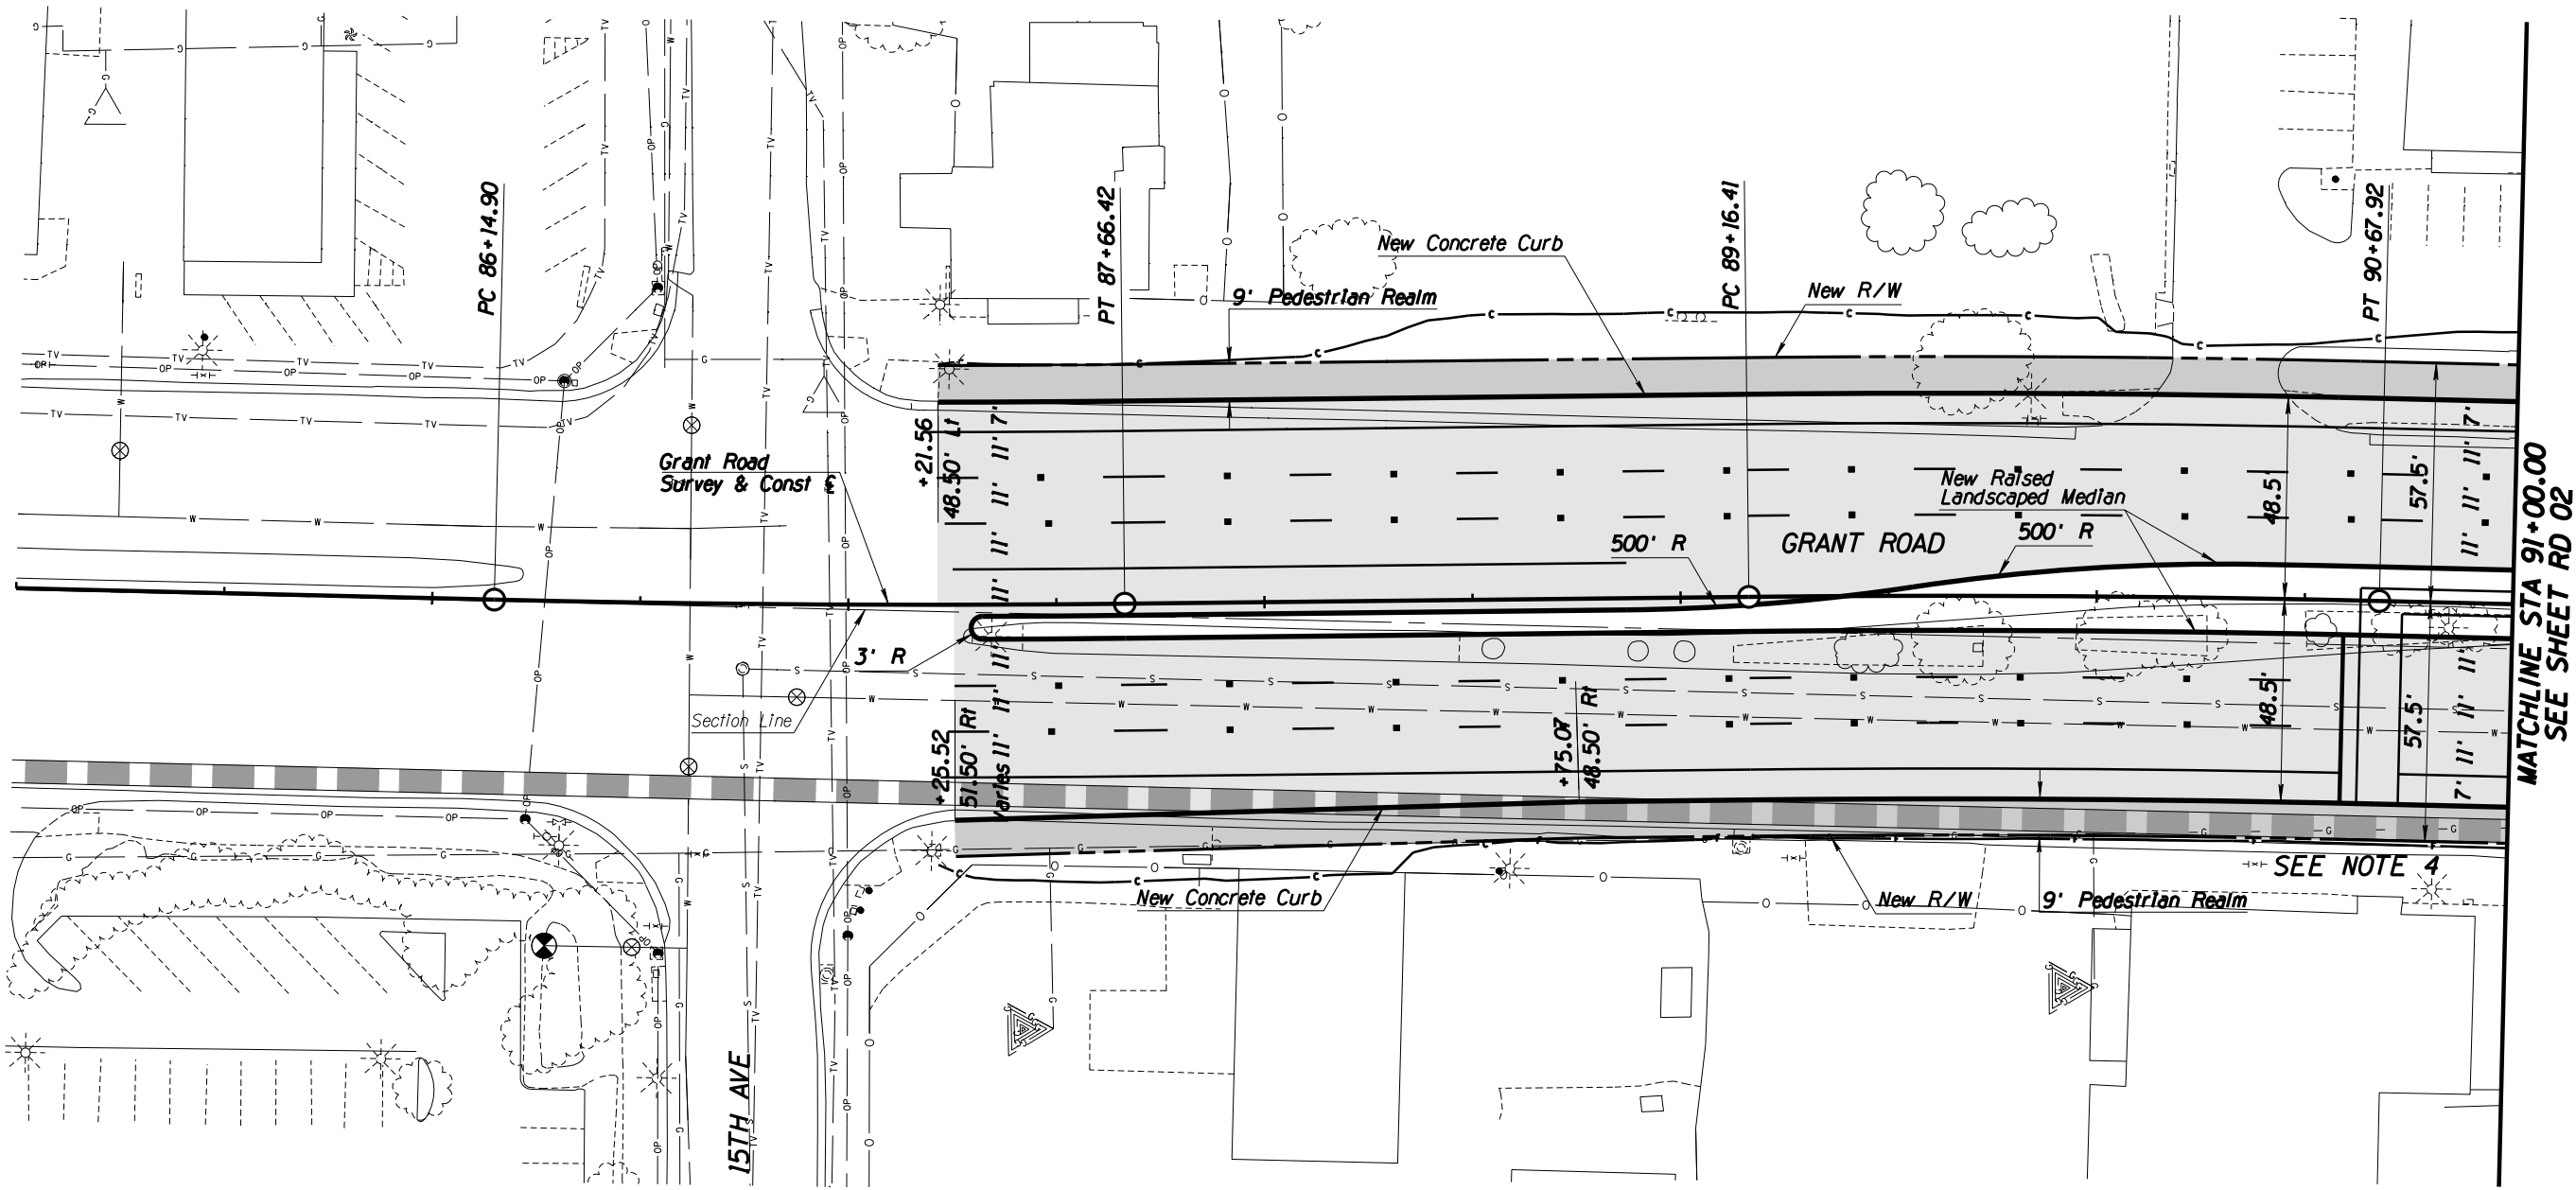 PC 86+14.90
PT 87+66.42
PC 89+16.41
PT 90+67.92
New Concrete Curb
9' Pedestrian Realm
New R/W
+21.56
48.50' Lt
11' 11' 11' 11' 7'
Grant Road
Survey & Const ℄
New Raised
Landscaped Median
500' R
GRANT ROAD
500' R
48.5'
57.5'
11' 11' 11' 7'
MATCHLINE STA 91+00.00
SEE SHEET RD 02
3' R
Section Line
+25.52
51.50' Rt
Varies 11' 11' 11'
+75.07
48.50' Rt
48.5'
57.5'
7' 11' 11' 11'
New Concrete Curb
New R/W
9' Pedestrian Realm
SEE NOTE 4
15TH AVE